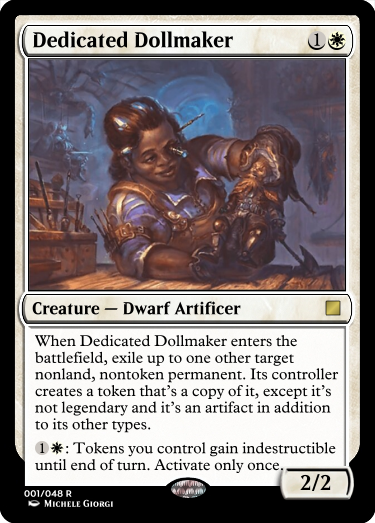 Dedicated Dollmaker 1
Creature — Dwarf Artificer
When Dedicated Dollmaker enters the
battlefield, exile up to one other target
nonland, nontoken permanent. Its controller
creates a token that's a copy of it, except it's
not legendary and it's an artifact in addition
to its other types.
1 : Tokens you control gain indestructible
until end of turn. Activate only once.
2/2
001/048 R
Michele Giorgi